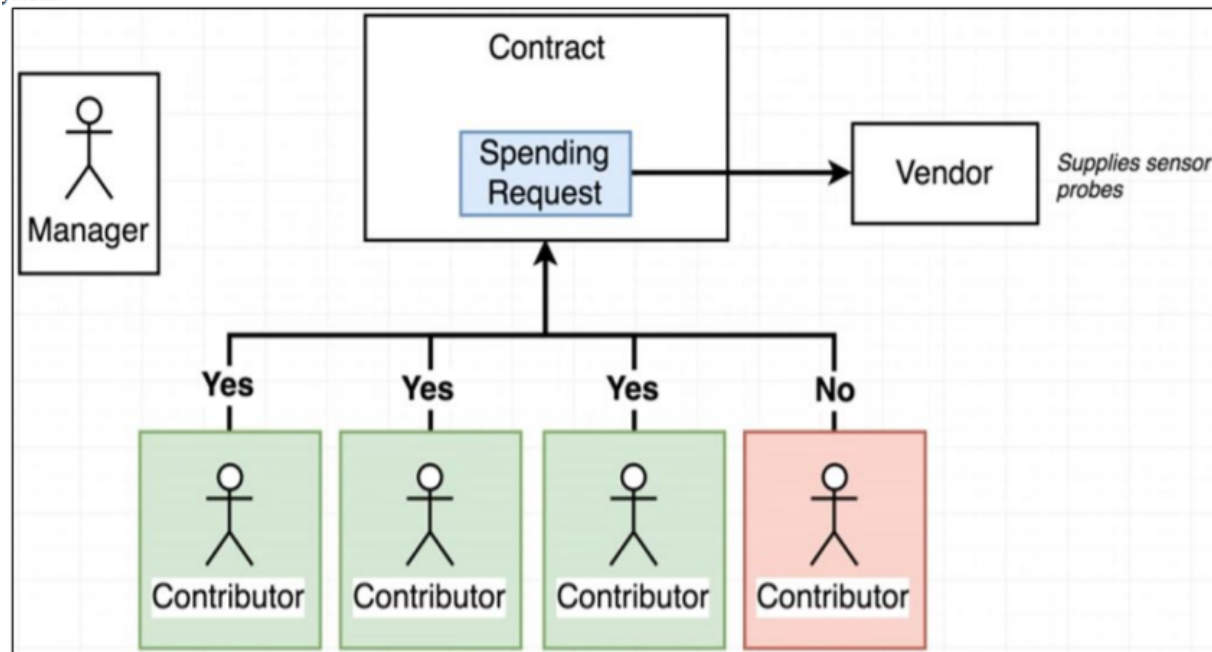 Contract
Manager
Spending
Request
Vendor
Supplies sensor
probes
Yes
Yes
Yes
No
Contributor
Contributor
Contributor
Contributor